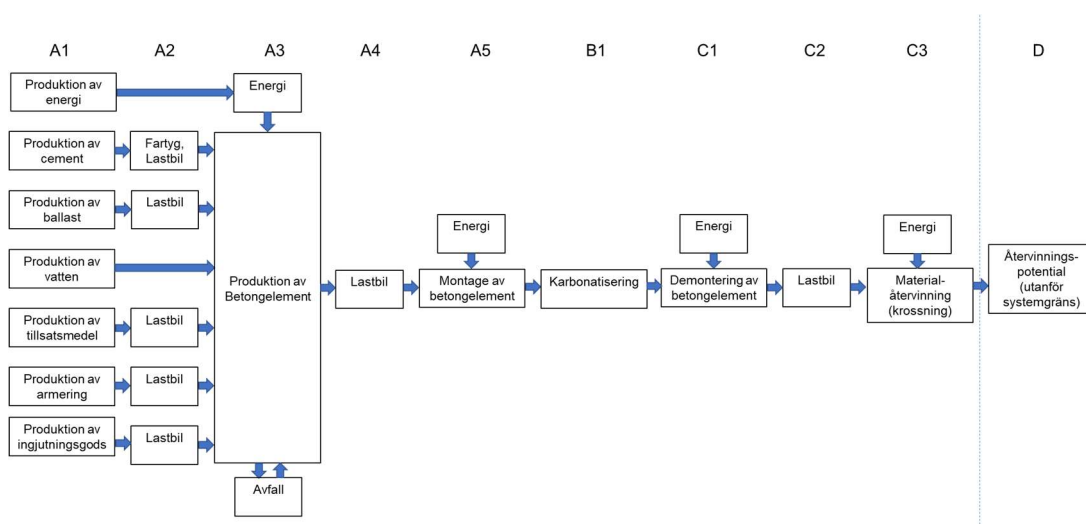 A1
A2
A3
A4
A5
B1
C1
C2
C3
D
Produktion av
energi
Energi
Produktion av
cement
Fartyg,
Lastbil
Produktion av
ballast
Lastbil
Produktion av
vatten
Produktion av
tillsatsmedel
Lastbil
Produktion av
armering
Lastbil
Produktion av
ingjutningsgods
Lastbil
Produktion av
Betongelement
Avfall
Lastbil
Energi
Montage av
betongelement
Karbonatisering
Energi
Demontering av
betongelement
Lastbil
Energi
Material-
återvinning
(krossning)
Återvinnings-
potential
(utanför
systemgräns)